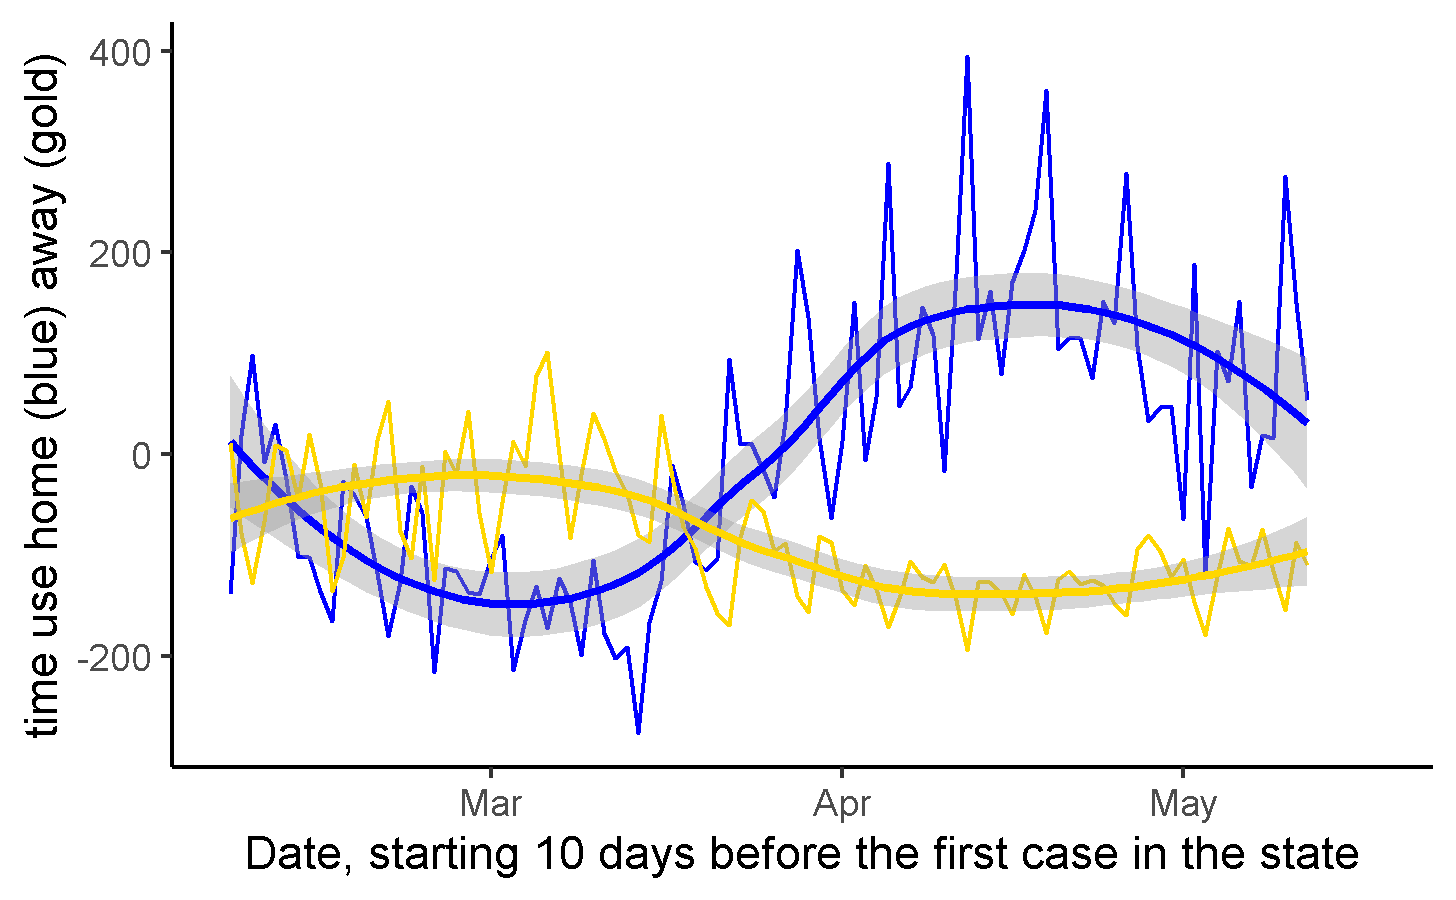 time use home (blue) away (gold)
400
200
0
-200
Mar Apr May
Date, starting 10 days before the first case in the state